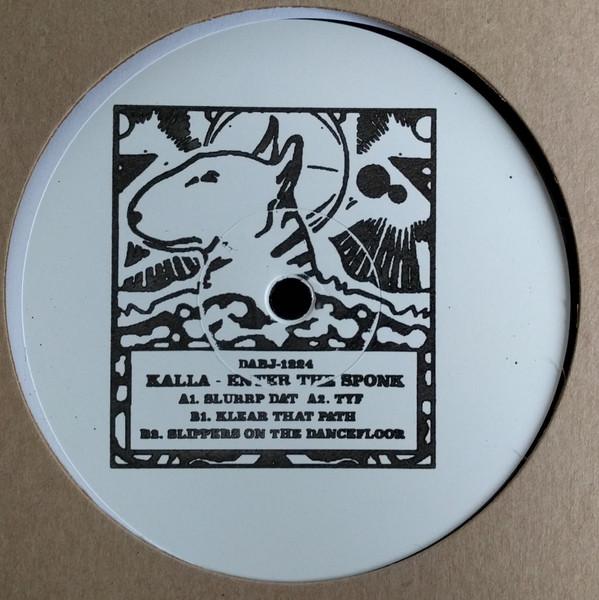 DABJ-1224
KALLA - ENTER THE SPONK
A1. SLURRP DAT A2. TYF
B1. KLEAR THAT PATH
B2. SLIPPERS ON THE DANCEFLOOR